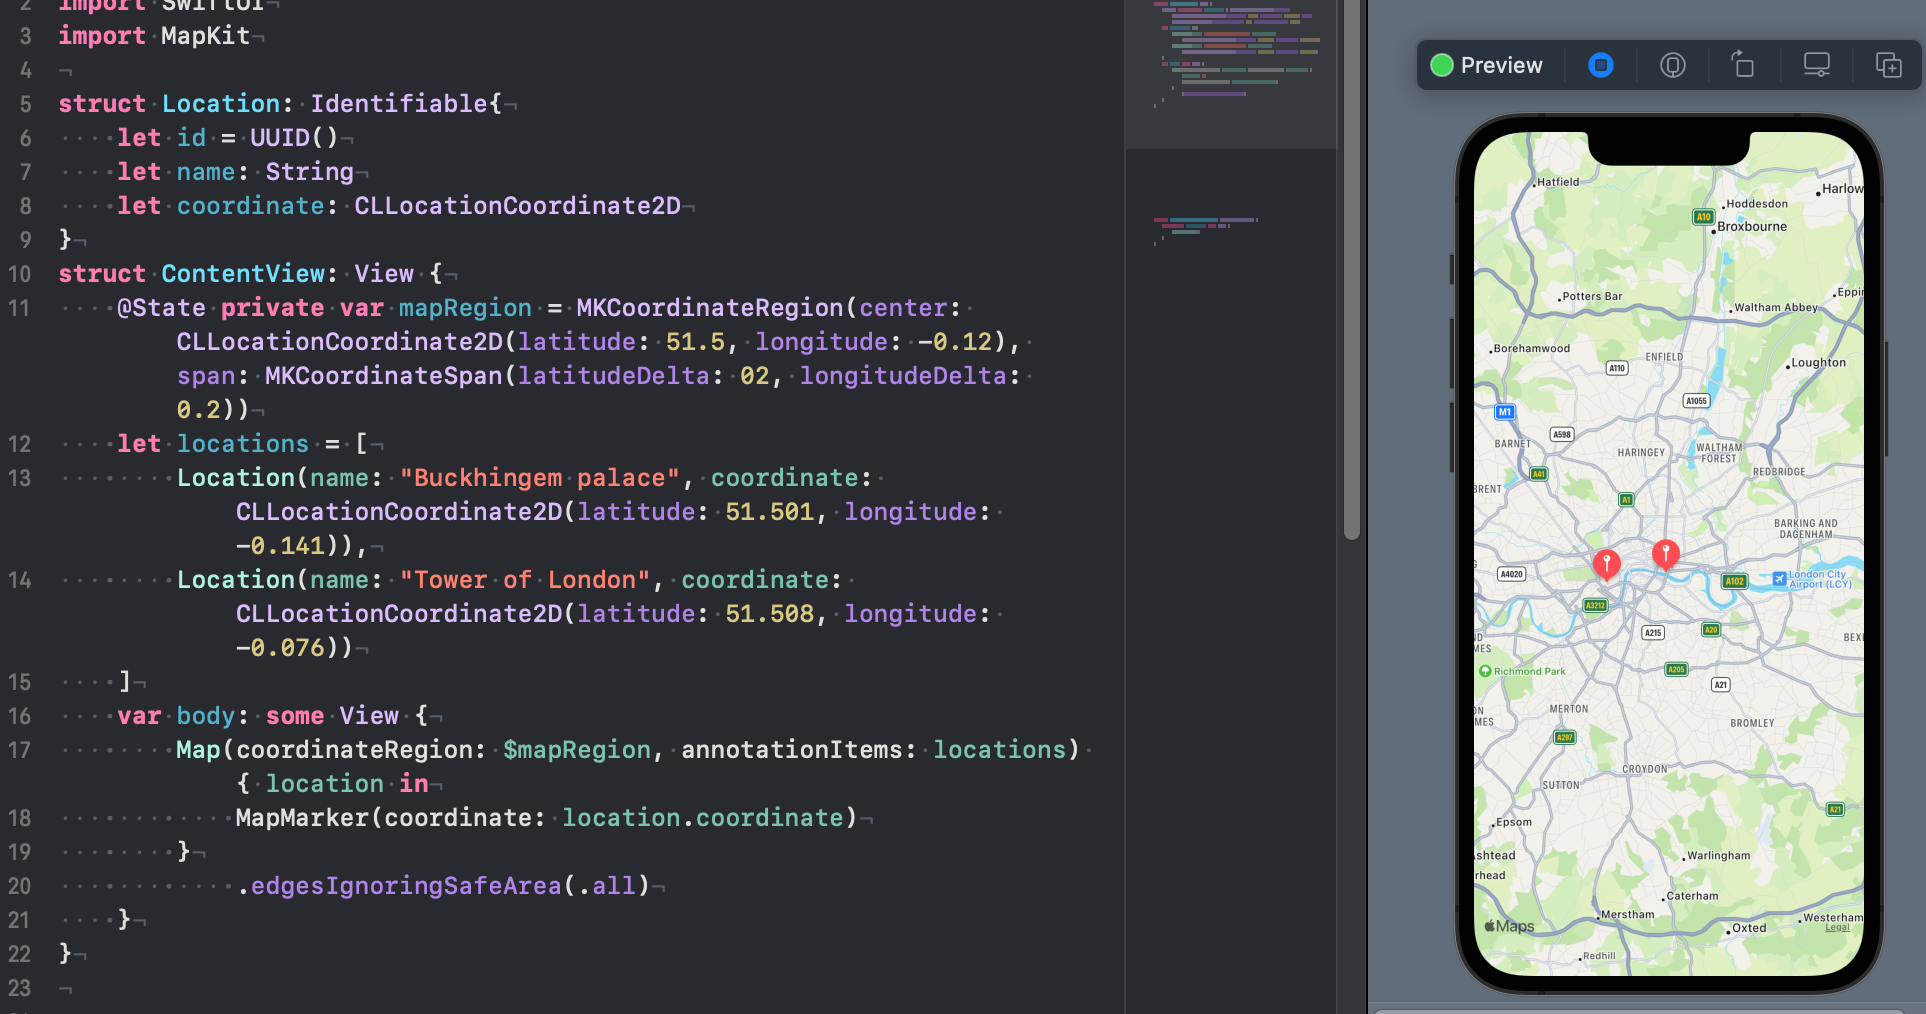 2 import SwiftUI
3 import MapKit
4
5 struct Location: Identifiable{
6 let id = UUID()
7 let name: String
8 let coordinate: CLLocationCoordinate2D
9 }
10 struct ContentView: View {
11 @State private var mapRegion = MKCoordinateRegion(center:
CLLocationCoordinate2D(latitude: 51.5, longitude: -0.12),
span: MKCoordinateSpan(latitudeDelta: 02, longitudeDelta:
0.2))
12 let locations = [
13 Location(name: "Buckhingem palace", coordinate:
CLLocationCoordinate2D(latitude: 51.501, longitude:
-0.141)),
14 Location(name: "Tower of London", coordinate:
CLLocationCoordinate2D(latitude: 51.508, longitude:
-0.076))
15 ]
16 var body: some View {
17 Map(coordinateRegion: $mapRegion, annotationItems: locations)
{ location in
18 MapMarker(coordinate: location.coordinate)
19 }
20 .edgesIgnoringSafeArea(.all)
21 }
22 }
23
Preview
Hatfield
Harlow
Hoddesdon
A10
Broxbourne
Eppin
Potters Bar
Waltham Abbey
Borehamwood
ENFIELD
Loughton
A110
A1055
M1
A598
BARNET
WALTHAM
FOREST
HARINGEY
REDBRIDGE
A41
BRENT
A1
BARKING AND
DAGENHAM
A4020
A102
London City
Airport (LCY)
A3212
A215
A20
ND
MES
BEX
Richmond Park
A205
A21
ON
MES
MERTON
BROMLEY
A297
CROYDON
SUTTON
A21
Epsom
shtead
Warlingham
rhead
Caterham
Merstham
Westerham
Maps
Oxted
Legal
Redhill